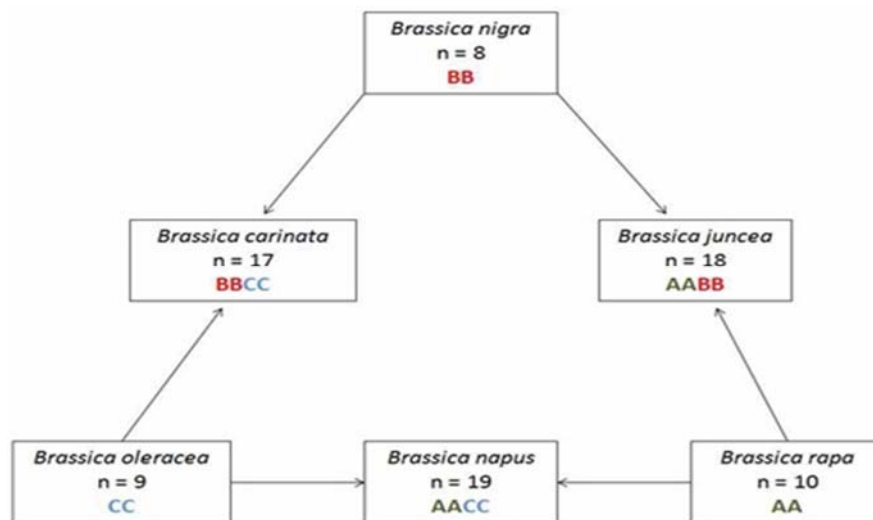 Brassica nigra
n = 8
BB
Brassica carinata
n = 17
BBCC
Brassica juncea
n = 18
AABB
Brassica oleracea
n = 9
CC
Brassica napus
n = 19
AACC
Brassica rapa
n = 10
AA